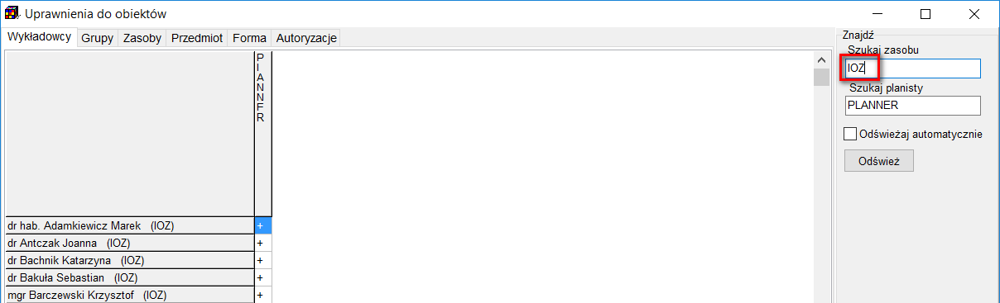 Uprawnienia do obiektów
Wykładowcy Grupy Zasoby Przedmiot Forma Autoryzacje
PLANNER
dr hab. Adamkiewicz Marek (IOZ) +
dr Antczak Joanna (IOZ) +
dr Bachnik Katarzyna (IOZ) +
dr Bakuła Sebastian (IOZ) +
mgr Barczewski Krzysztof (IOZ) +
Znajdź
Szukaj zasobu
IOZ
Szukaj planisty
PLANNER
Odświeżaj automatycznie
Odśwież